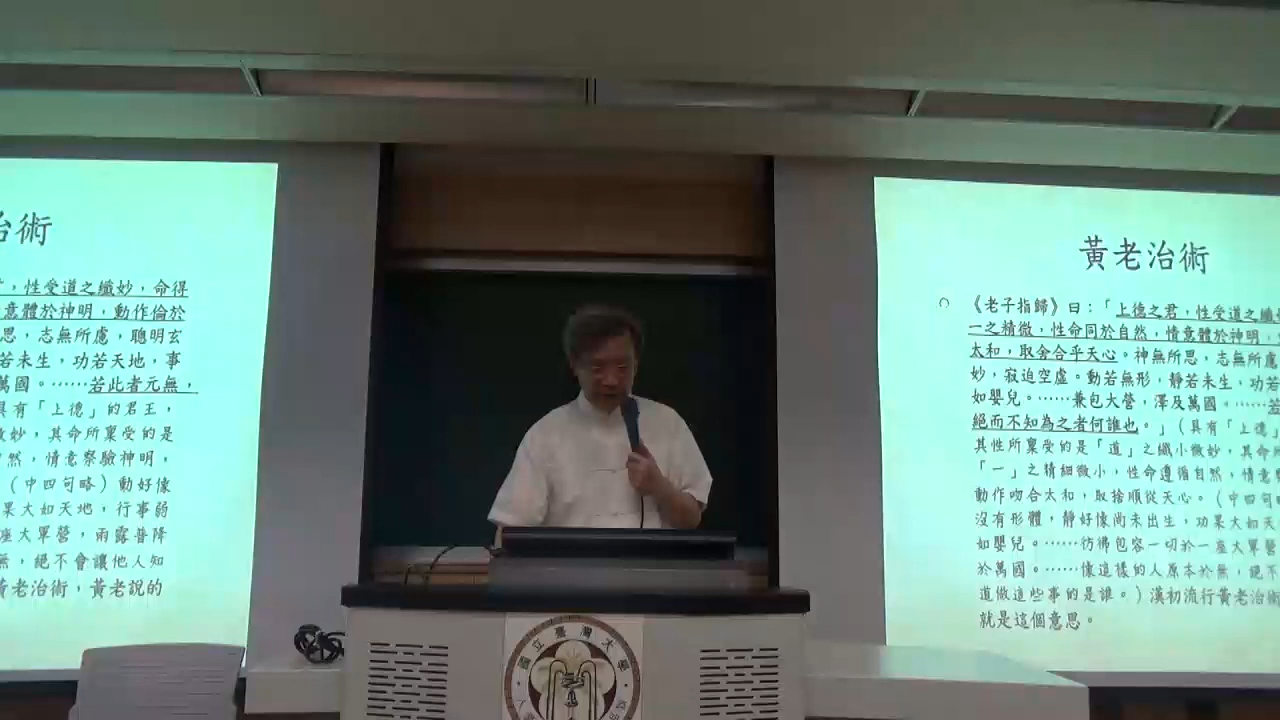 治術
，性受道之纖妙，命得
意體於神明，動作倫於
思，志無所慮，聰明玄
若未生，功若天地，事
萬國。……若此者元無，
具有「上德」的君王，
微妙，其命所稟受的是
然，情意察驗神明，
（中四句略）動好像
果大如天地，行事弱
座大軍營，雨露普降
無，絕不會讓他人知
黃老治術，黃老說的
黃老治術
《老子指歸》曰：「上德之君，性受道之纖妙
一之精微，性命同於自然，情意體於神明，
太和，取舍合乎天心。神無所思，志無所慮
妙，寂迫空虛。動若無形，靜若未生，功若
如嬰兒。……兼包大營，澤及萬國。……若
絕而不知為之者何誰也。」（具有「上德」
其性所稟受的是「道」之纖小微妙，其命所
「一」之精細微小，性命遵循自然，情意
動作吻合太和，取捨順從天心。（中四句
沒有形體，靜好像尚未出生，功果大如天
如嬰兒。……彷彿包容一切於一座大軍營
於萬國。……像這樣的人原本於無，絕不
道做這些事的是誰。）漢初流行黃老治術
就是這個意思。
國立臺灣大學